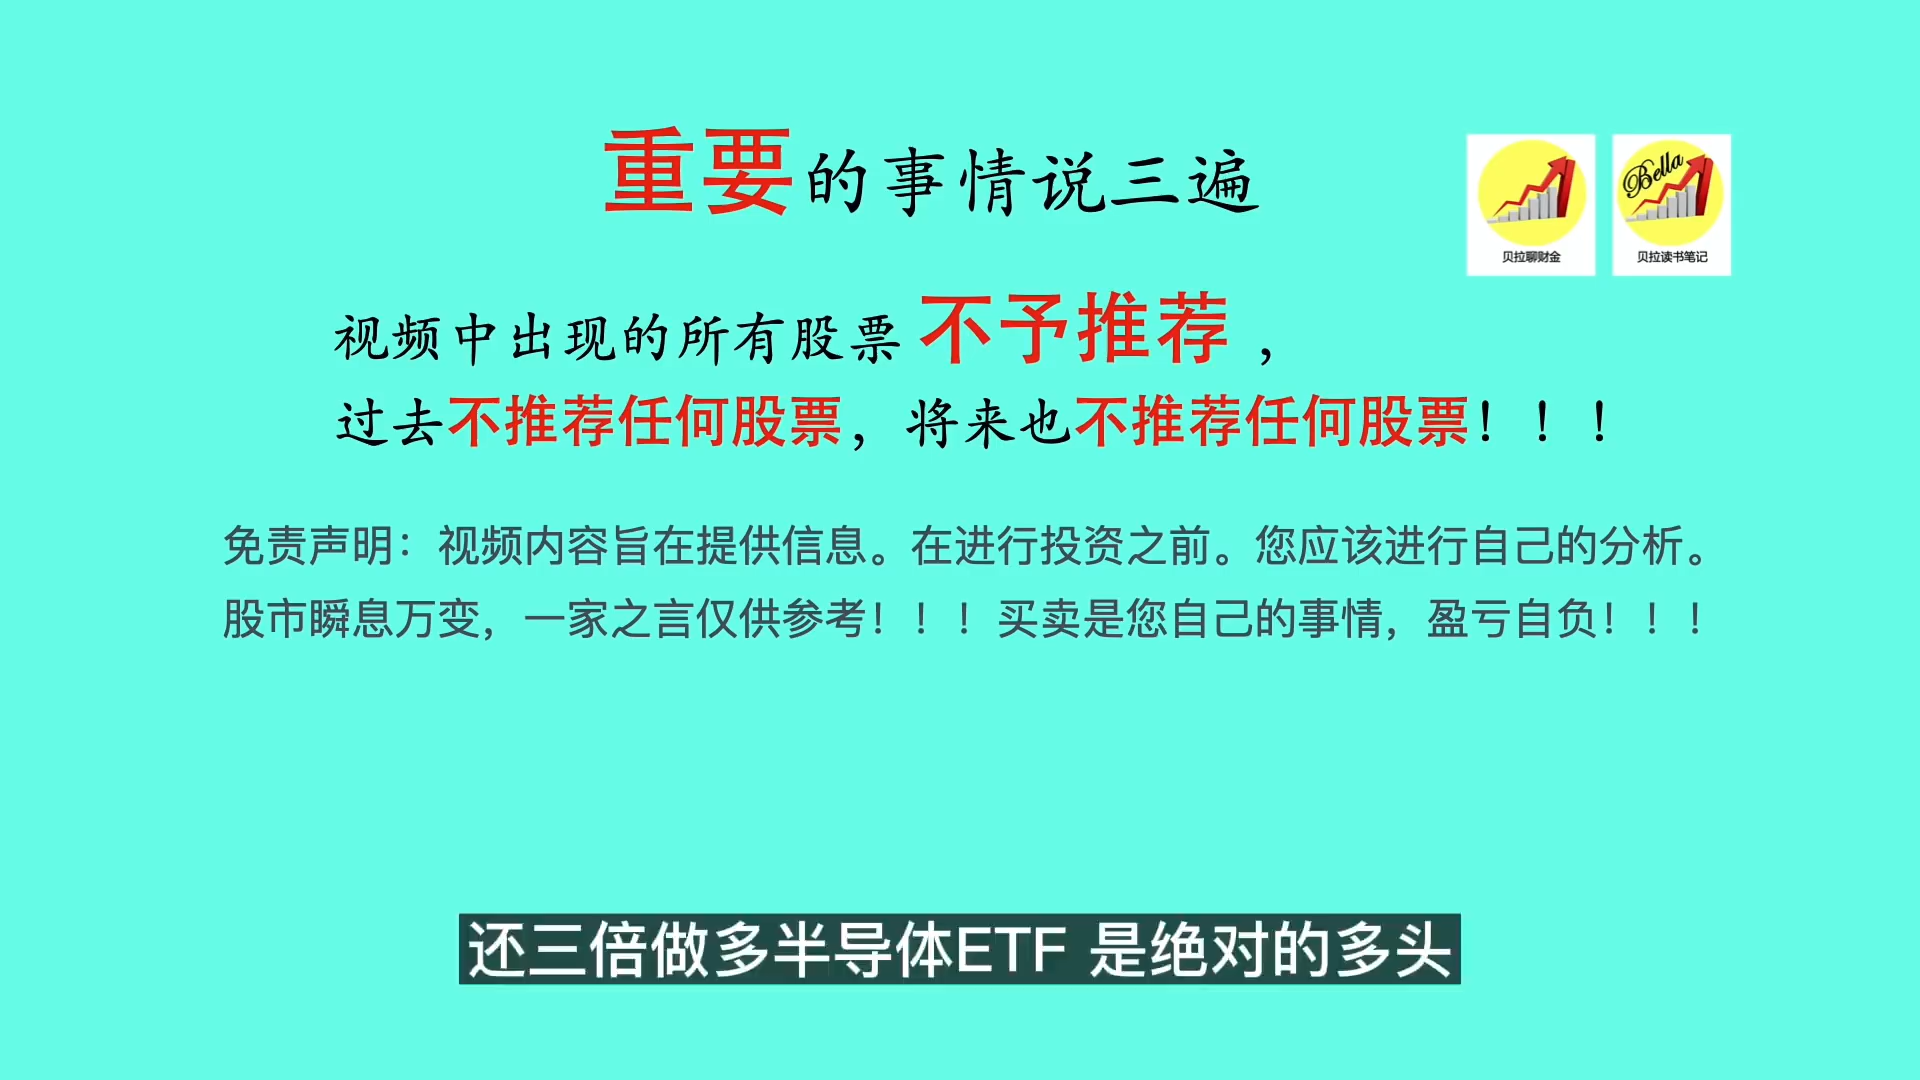 重要的事情说三遍
Bella
贝拉聊财金
贝拉读书笔记
视频中出现的所有股票不予推荐，
过去不推荐任何股票，将来也不推荐任何股票！！！
免责声明：视频内容旨在提供信息。在进行投资之前。您应该进行自己的分析。
股市瞬息万变，一家之言仅供参考！！！买卖是您自己的事情，盈亏自负！！！
还三倍做多半导体ETF 是绝对的多头